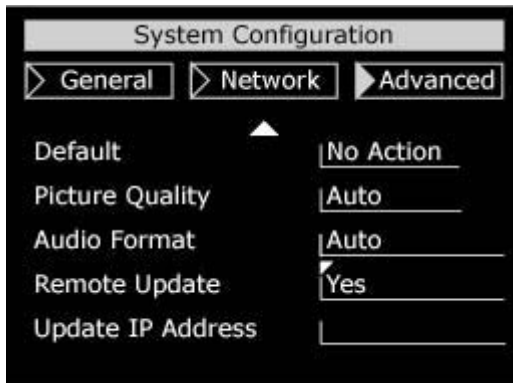 System Configuration
General Network Advanced
Default No Action
Picture Quality Auto
Audio Format Auto
Remote Update Yes
Update IP Address